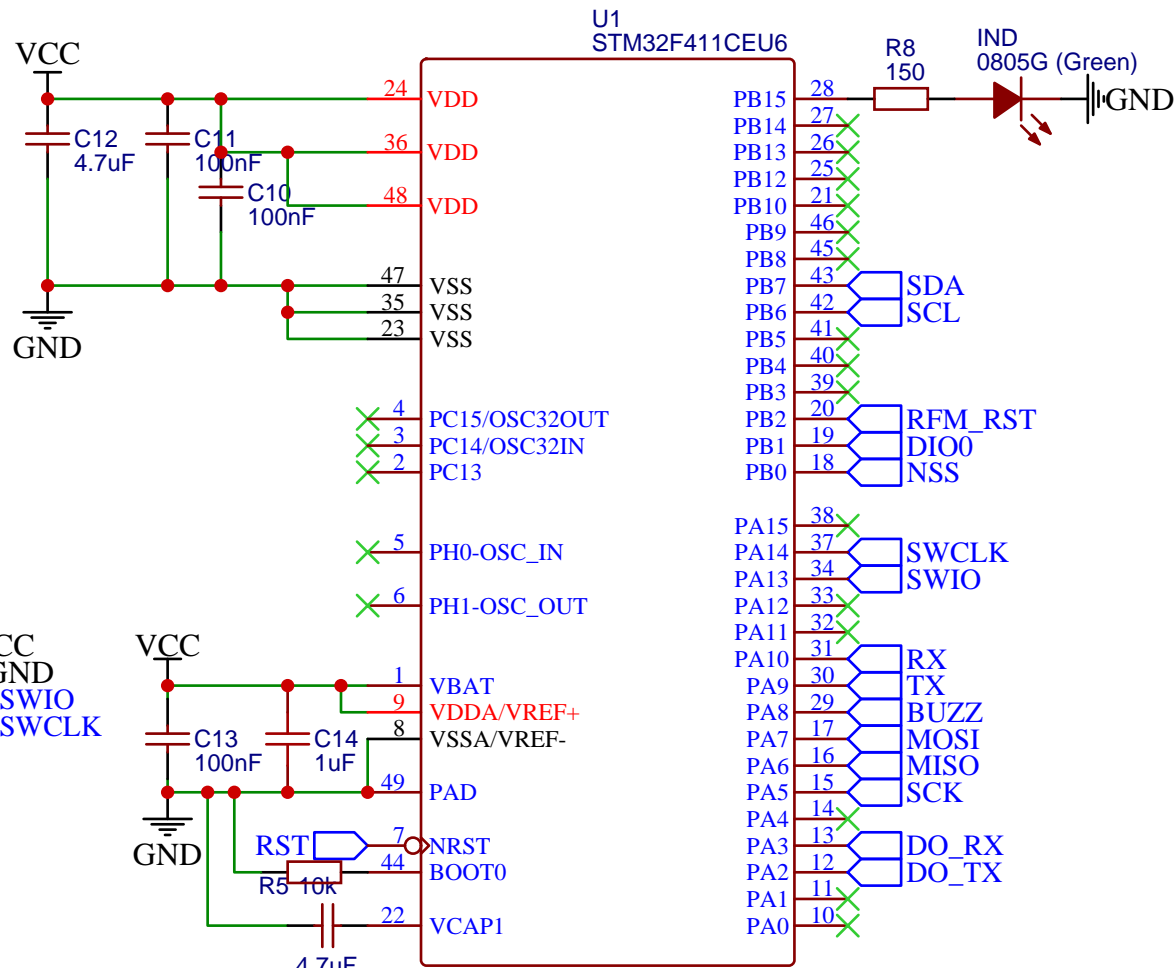 U1
STM32F411CEU6
VCC
C12
4.7uF
C11
100nF
C10
100nF
GND
24 VDD
36 VDD
48 VDD
47 VSS
35 VSS
23 VSS
4 PC15/OSC32OUT
3 PC14/OSC32IN
2 PC13
5 PH0-OSC_IN
6 PH1-OSC_OUT
CC
GND
SWIO
SWCLK
VCC
C13
100nF
C14
1uF
GND
1 VBAT
9 VDDA/VREF+
8 VSSA/VREF-
49 PAD
RST 7 NRST
44 BOOT0
R5 10k
22 VCAP1
4.7uF
R8
150
IND
0805G (Green)
GND
PB15 28
PB14 27
PB13 26
PB12 25
PB10 21
PB9 46
PB8 45
PB7 43 SDA
PB6 42 SCL
PB5 41
PB4 40
PB3 39
PB2 20 RFM_RST
PB1 19 DIO0
PB0 18 NSS
PA15 38
PA14 37 SWCLK
PA13 34 SWIO
PA12 33
PA11 32
PA10 31 RX
PA9 30 TX
PA8 29 BUZZ
PA7 17 MOSI
PA6 16 MISO
PA5 15 SCK
PA4 14
PA3 13 DO_RX
PA2 12 DO_TX
PA1 11
PA0 10